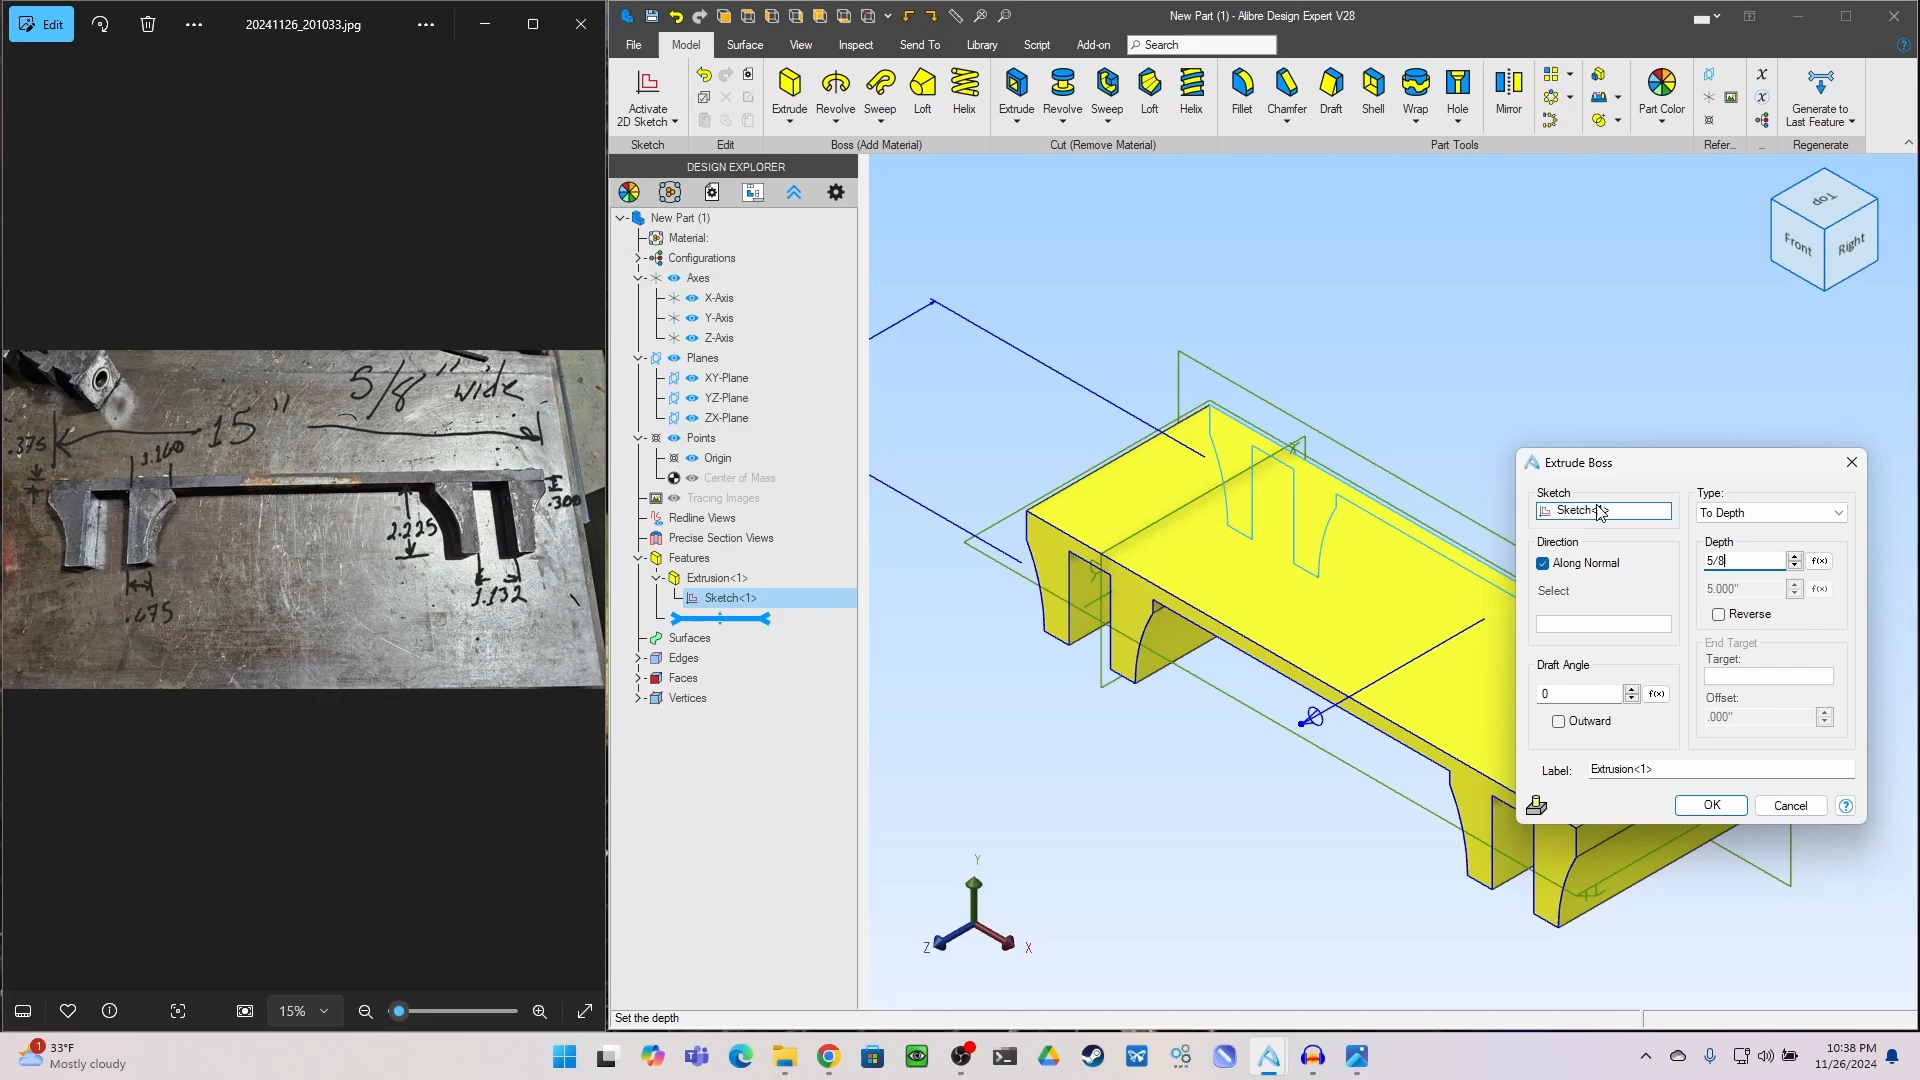 Edit
20241126_201033.jpg
5/8" wide
15"
.375
1.160
.300
2.225
1.132
.675
15%
New Part (1) - Alibre Design Expert V28
File Model Surface View Inspect Send To Library Script Add-on Search
Activate
2D Sketch
Extrude Revolve Sweep Loft Helix
Extrude Revolve Sweep Loft Helix
Fillet Chamfer Draft Shell Wrap Hole
Mirror
Part Color
Generate to
Last Feature
Sketch Edit Boss (Add Material) Cut (Remove Material) Part Tools Refer... ... Regenerate
DESIGN EXPLORER
New Part (1)
Material:
Configurations
Axes
X-Axis
Y-Axis
Z-Axis
Planes
XY-Plane
YZ-Plane
ZX-Plane
Points
Origin
Center of Mass
Tracing Images
Redline Views
Precise Section Views
Features
Extrusion<1>
Sketch<1>
Surfaces
Edges
Faces
Vertices
Top
Front
Right
Y
Z
X
Extrude Boss
Sketch
Sketch<1>
Direction
Along Normal
Select
Draft Angle
0
f(x)
Outward
Type:
To Depth
Depth
5/8
f(x)
5.000"
f(x)
Reverse
End Target
Target:
Offset:
.000"
Label: Extrusion<1>
OK
Cancel
Set the depth
1
33°F
Mostly cloudy
10:38 PM
11/26/2024